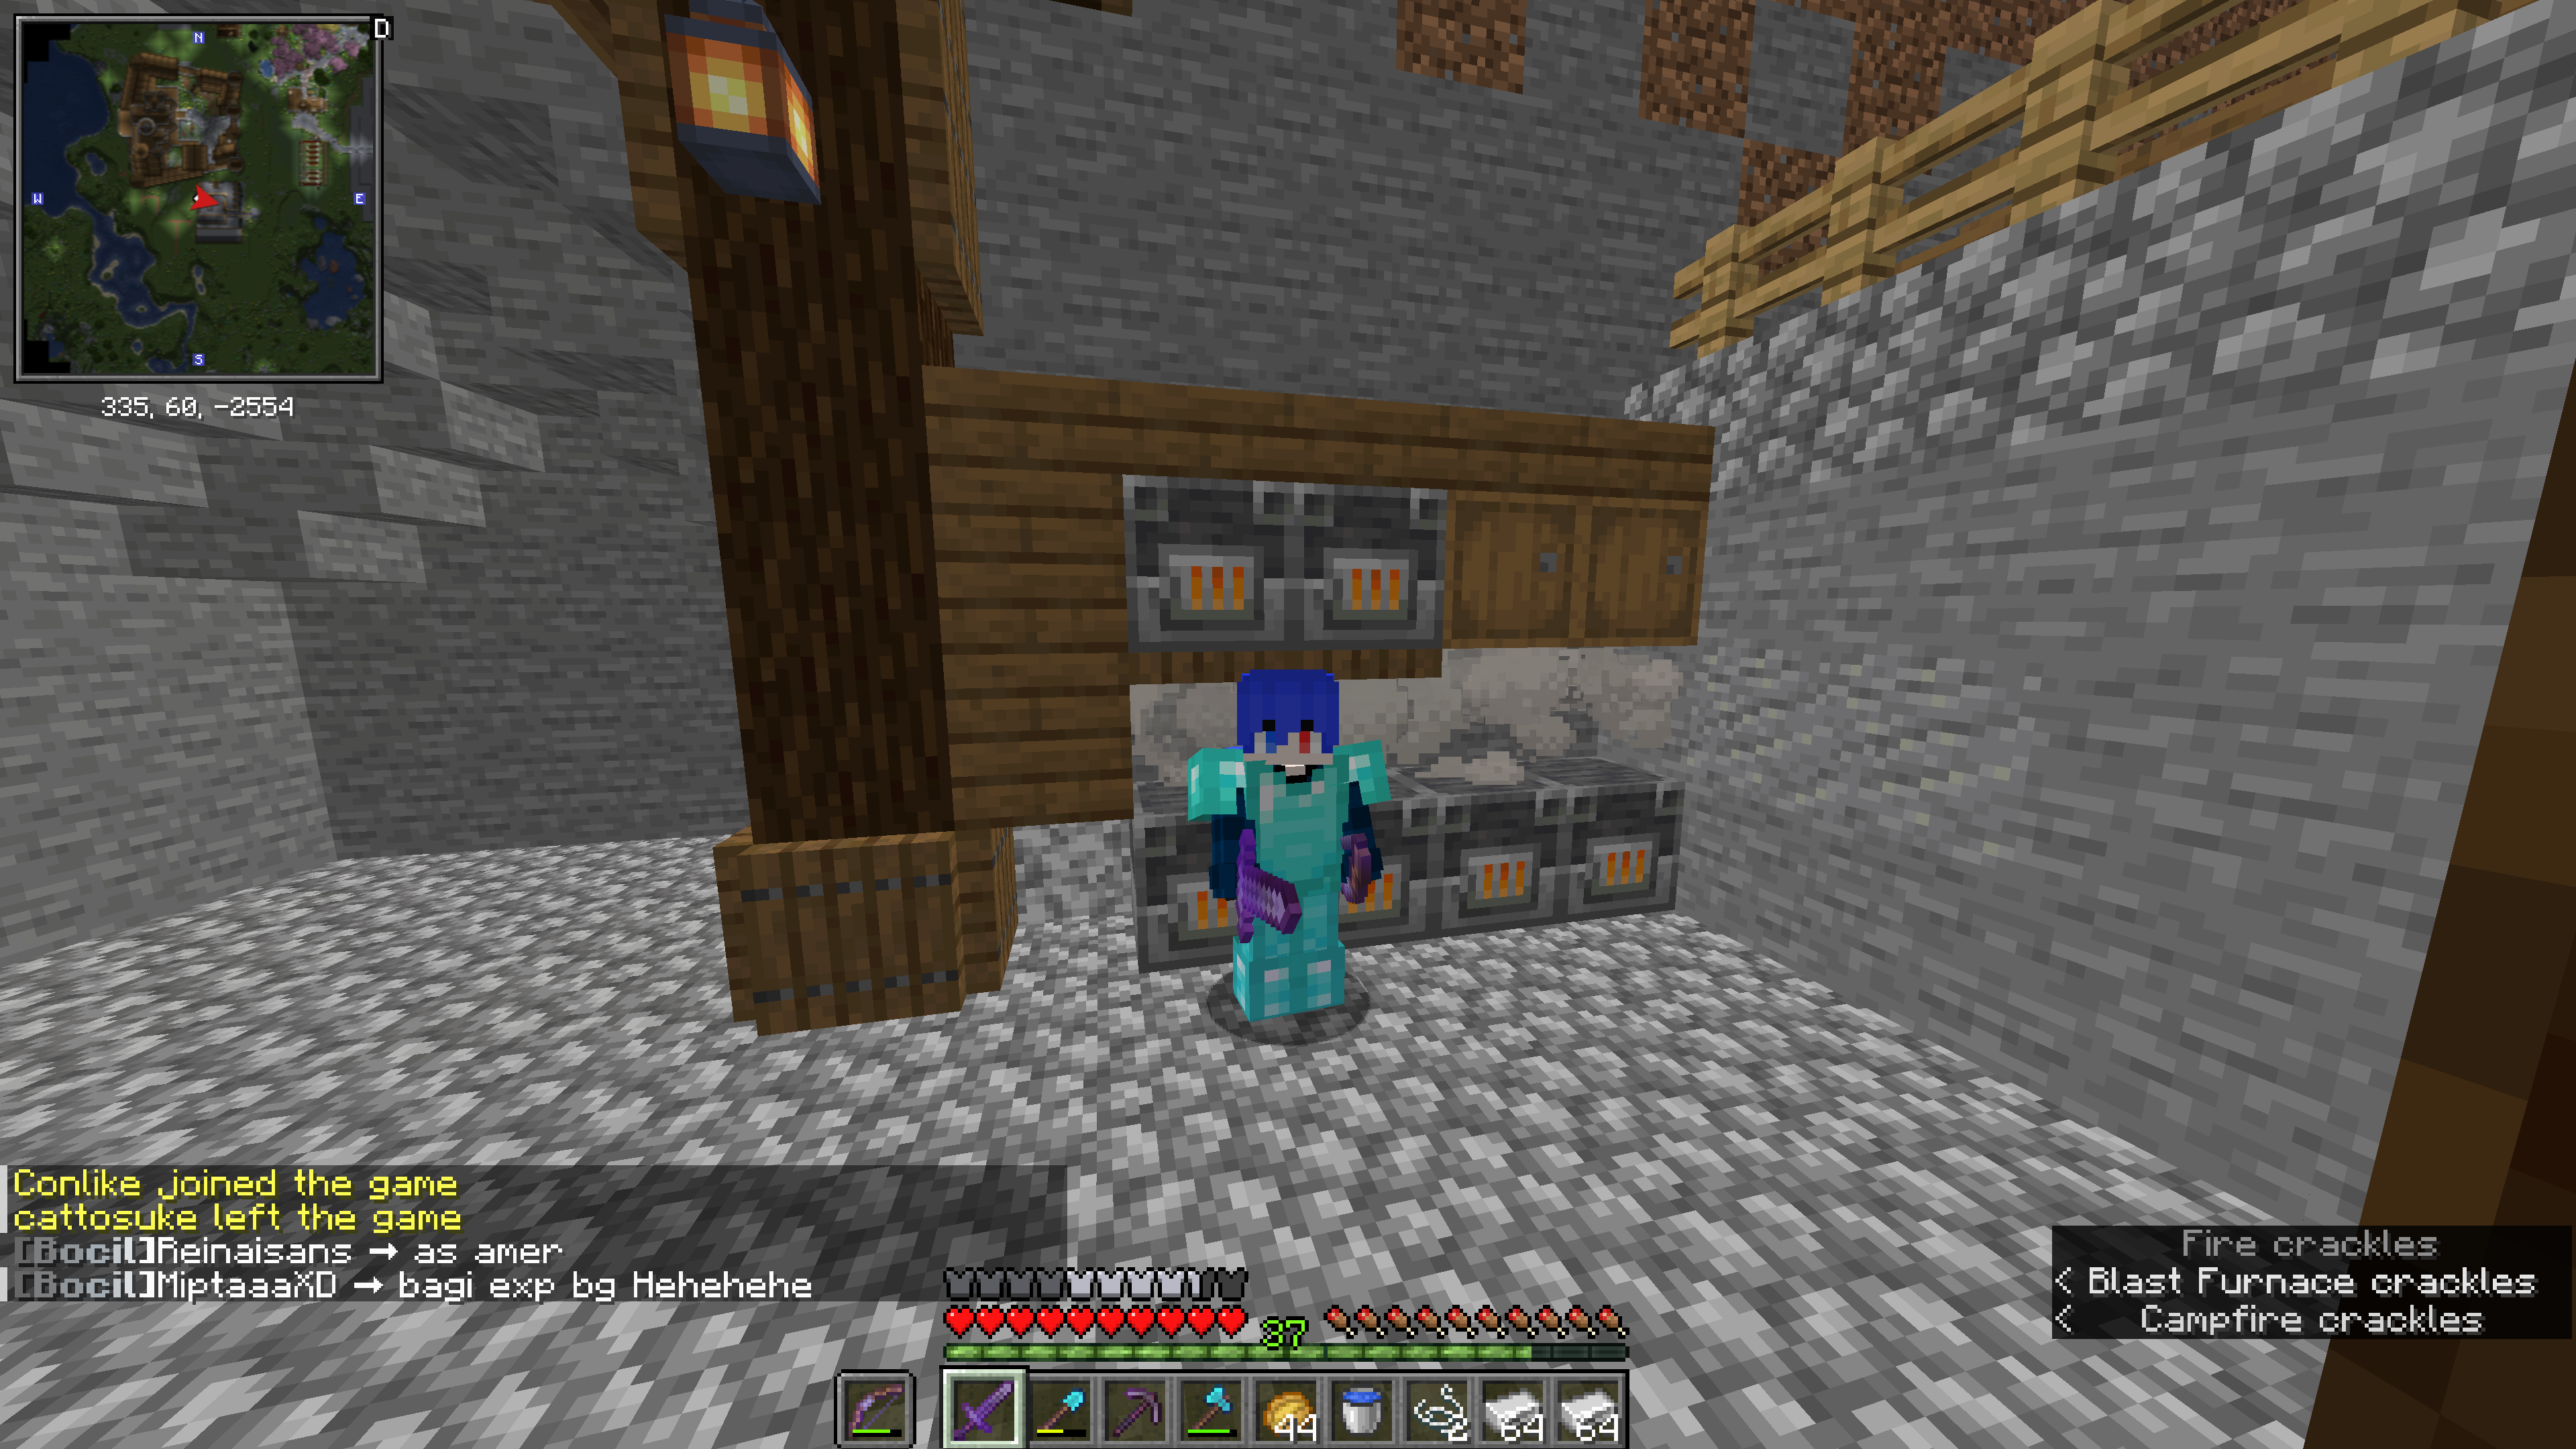 D
N
W
E
S
335, 60, -2554
Conlike joined the game
cattosuke left the game
[Bocil]Reinaisans → as amer
[Bocil]MiptaaaXD → bagi exp bg Hehehehe
Fire crackles
< Blast Furnace crackles
< Campfire crackles
37
44
2
64
64